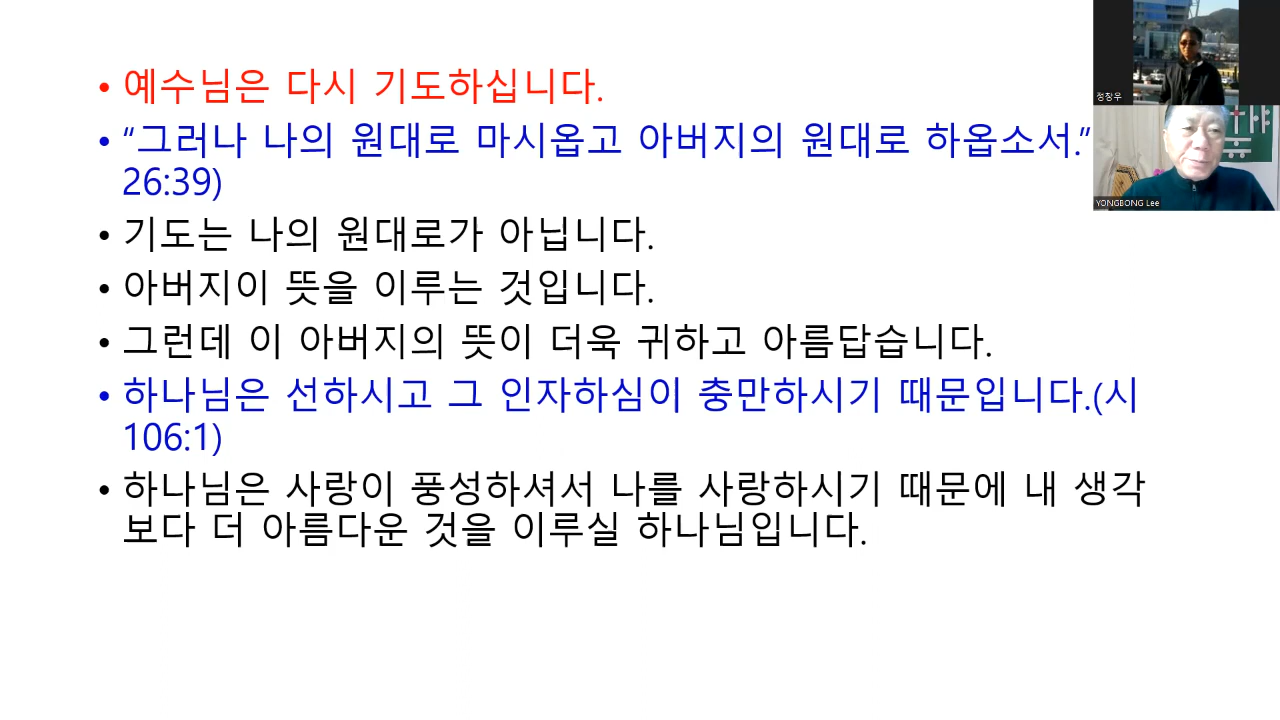 • 예수님은 다시 기도하십니다.
• “그러나 나의 원대로 마시옵고 아버지의 원대로 하옵소서.”
26:39)
• 기도는 나의 원대로가 아닙니다.
• 아버지이 뜻을 이루는 것입니다.
• 그런데 이 아버지의 뜻이 더욱 귀하고 아름답습니다.
• 하나님은 선하시고 그 인자하심이 충만하시기 때문입니다.(시
106:1)
• 하나님은 사랑이 풍성하셔서 나를 사랑하시기 때문에 내 생각
보다 더 아름다운 것을 이루실 하나님입니다.
정창우
YONGBONG Lee